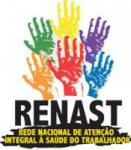 RENAST
REDE NACIONAL DE ATENÇÃO
INTEGRAL À SAÚDE DO TRABALHADOR